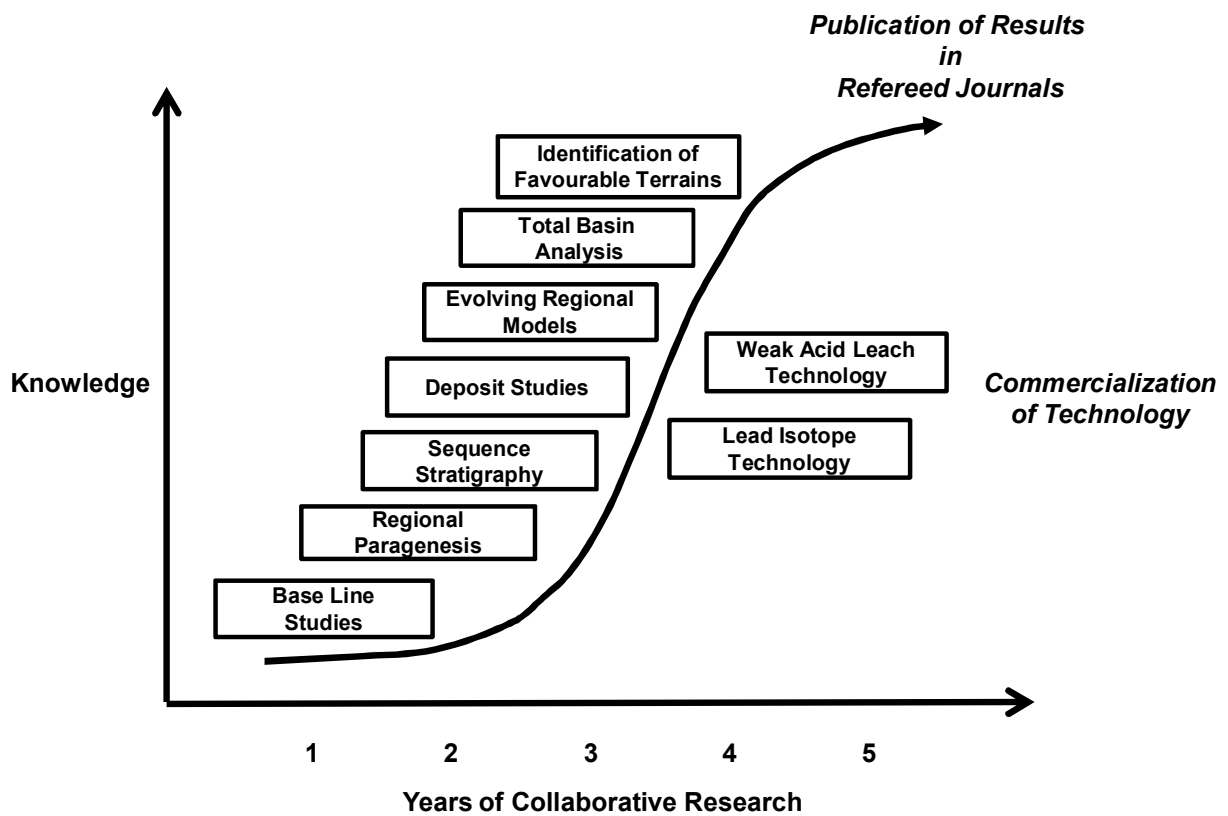 Publication of Results
in
Refereed Journals
Identification of
Favourable Terrains
Total Basin
Analysis
Evolving Regional
Models
Weak Acid Leach
Technology
Knowledge
Deposit Studies
Commercialization
of Technology
Sequence
Stratigraphy
Lead Isotope
Technology
Regional
Paragenesis
Base Line
Studies
1 2 3 4 5
Years of Collaborative Research